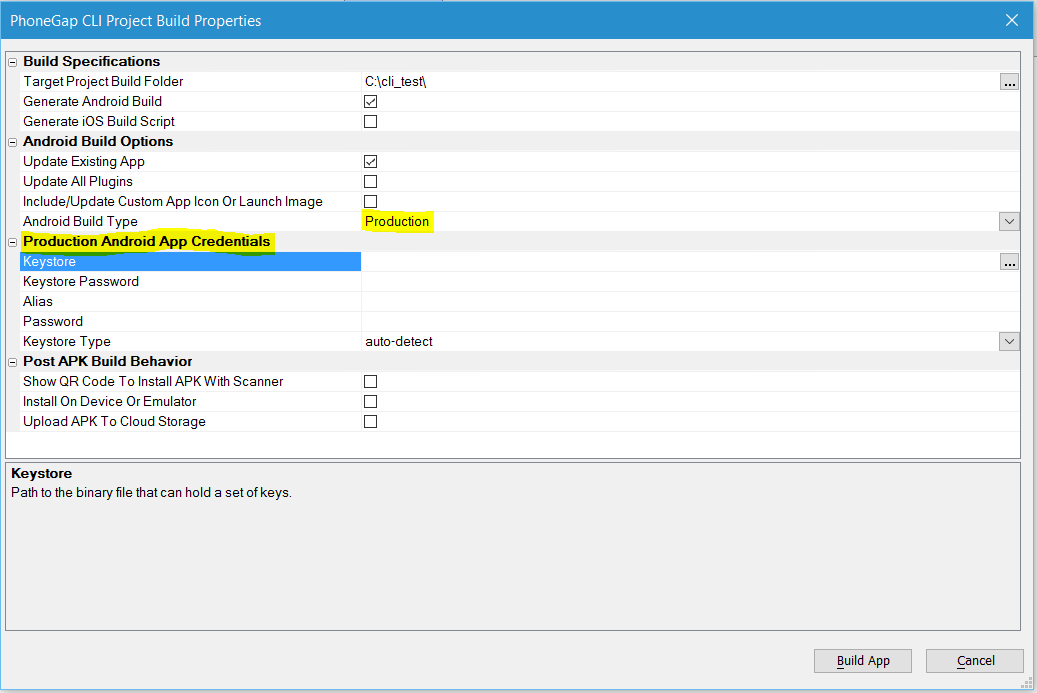 PhoneGap CLI Project Build Properties
Build Specifications
Target Project Build Folder C:\cli_test\ ...
Generate Android Build
Generate iOS Build Script
Android Build Options
Update Existing App
Update All Plugins
Include/Update Custom App Icon Or Launch Image
Android Build Type Production
Production Android App Credentials
Keystore ...
Keystore Password
Alias
Password
Keystore Type auto-detect
Post APK Build Behavior
Show QR Code To Install APK With Scanner
Install On Device Or Emulator
Upload APK To Cloud Storage
Keystore
Path to the binary file that can hold a set of keys.
Build App Cancel